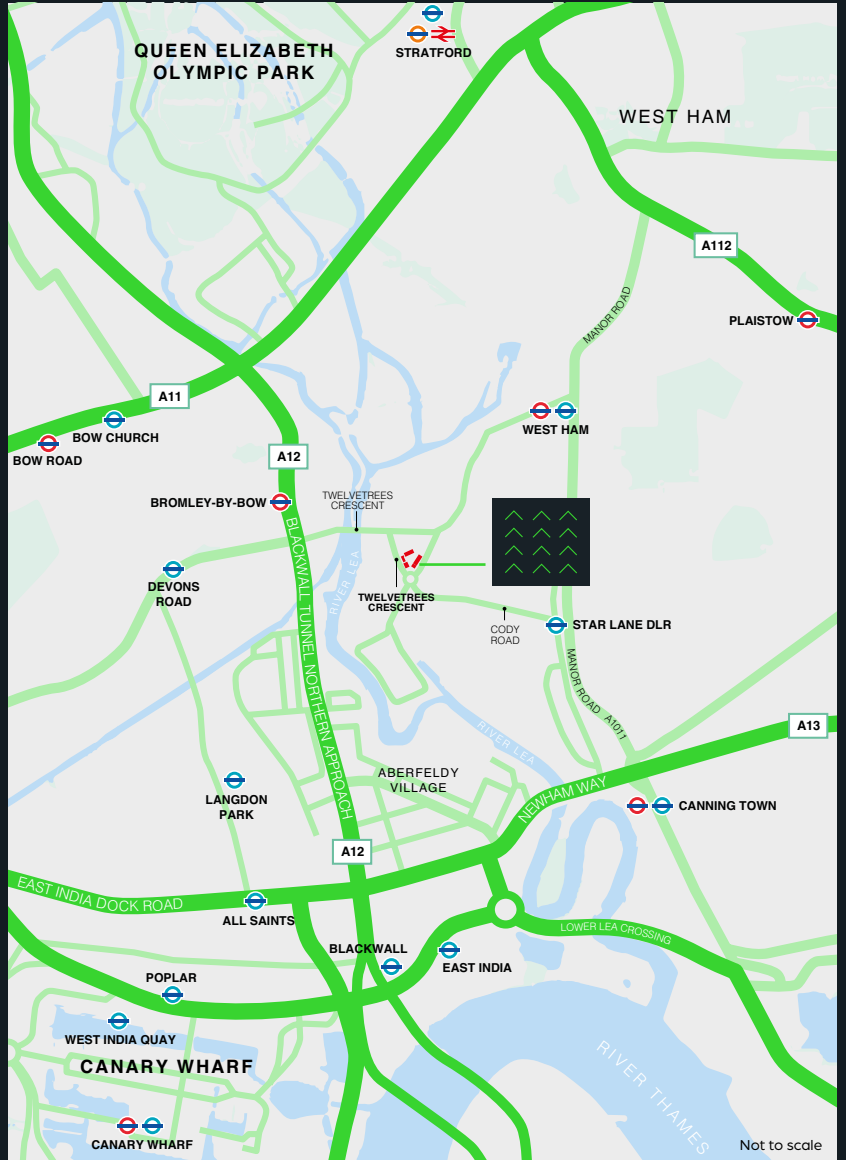 STRATFORD
QUEEN ELIZABETH
OLYMPIC PARK
WEST HAM
A112
MANOR ROAD
PLAISTOW
A11
BOW CHURCH
BOW ROAD
WEST HAM
A12
BROMLEY-BY-BOW
TWELVETREES
CRESCENT
BLACKWALL TUNNEL NORTHERN APPROACH
RIVER LEA
DEVONS
ROAD
TWELVETREES
CRESCENT
CODY
ROAD
STAR LANE DLR
MANOR ROAD A1011
RIVER LEA
A13
ABERFELDY
VILLAGE
LANGDON
PARK
NEWHAM WAY
CANNING TOWN
A12
EAST INDIA DOCK ROAD
ALL SAINTS
LOWER LEA CROSSING
BLACKWALL
EAST INDIA
POPLAR
WEST INDIA QUAY
CANARY WHARF
RIVER THAMES
CANARY WHARF
Not to scale